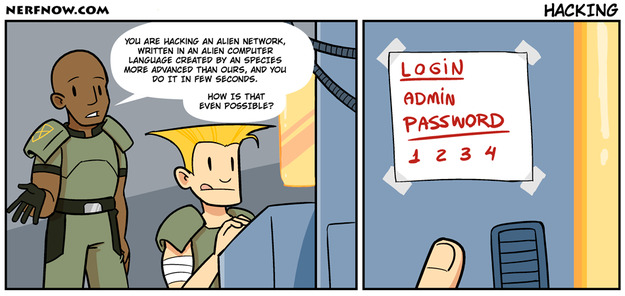 NERFNOW.COM
HACKING
YOU ARE HACKING AN ALIEN NETWORK,
WRITTEN IN AN ALIEN COMPUTER
LANGUAGE CREATED BY AN SPECIES
MORE ADVANCED THAN OURS, AND YOU
DO IT IN FEW SECONDS.
HOW IS THAT
EVEN POSSIBLE?
LOGIN
ADMIN
PASSWORD
1 2 3 4